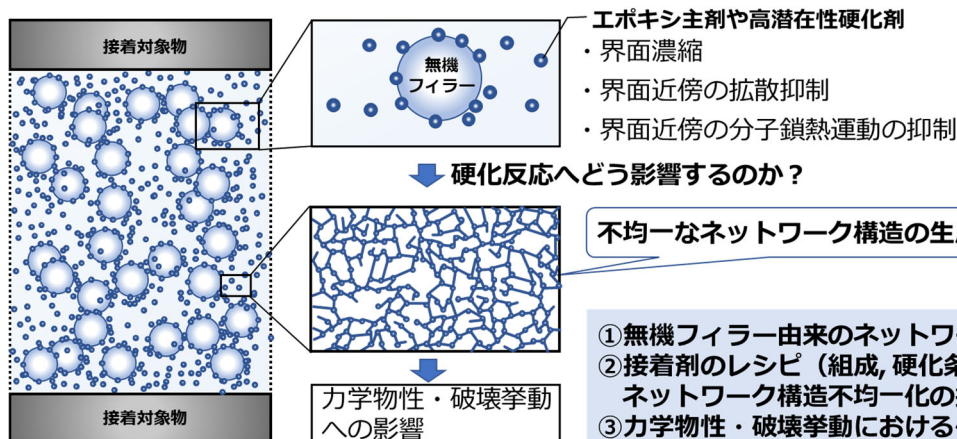 接着対象物
無機
フィラー
エポキシ主剤や高潜在性硬化剤
・界面濃縮
・界面近傍の拡散抑制
・界面近傍の分子鎖熱運動の抑制
硬化反応へどう影響するのか？
不均一なネットワーク構造の生
①無機フィラー由来のネットワ
②接着剤のレシピ（組成, 硬化条
ネットワーク構造不均一化の
③力学物性・破壊挙動における
力学物性・破壊挙動
への影響
接着対象物